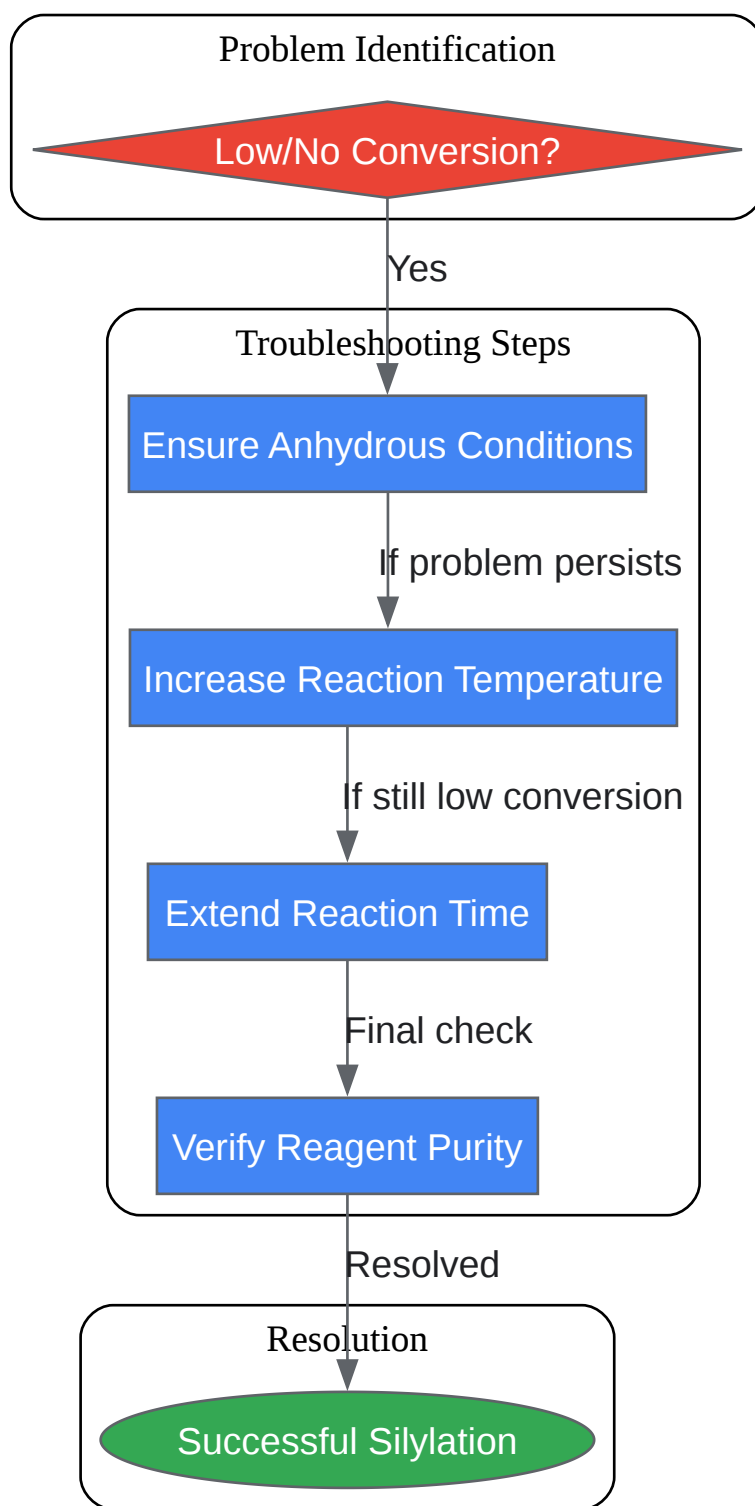 Problem Identification
Low/No Conversion?
Yes
Troubleshooting Steps
Ensure Anhydrous Conditions
If problem persists
Increase Reaction Temperature
If still low conversion
Extend Reaction Time
Final check
Verify Reagent Purity
Resolved
Resolution
Successful Silylation